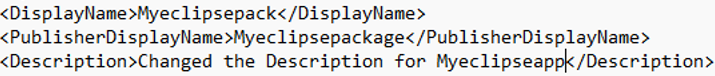 <DisplayName>Myeclipsepack</DisplayName>
<PublisherDisplayName>Myeclipsepackage</PublisherDisplayName>
<Description>Changed the Description for Myeclipseapp</Description>